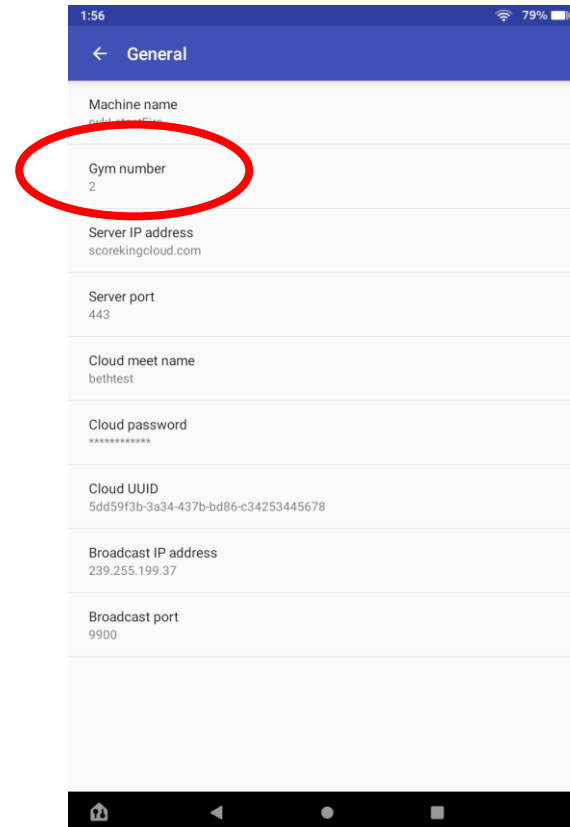 1:56
79%
General
Machine name
Gym number
2
Server IP address
scorekingcloud.com
Server port
443
Cloud meet name
bethtest
Cloud password
************
Cloud UUID
5dd59f3b-3a34-437b-bd86-c34253445678
Broadcast IP address
239.255.199.37
Broadcast port
9900